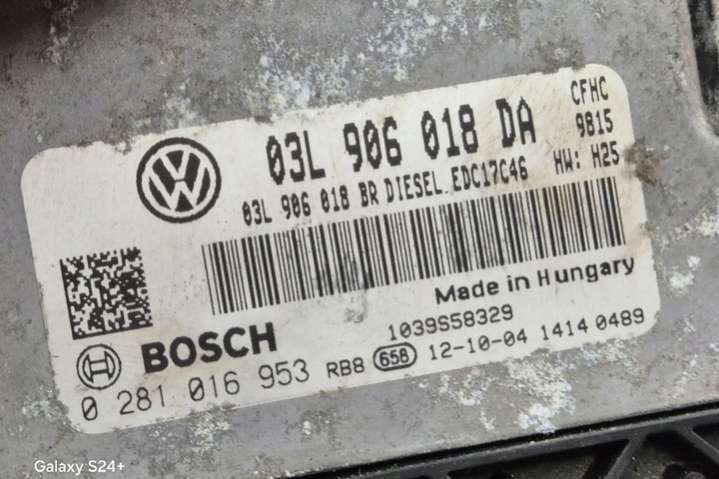 03L 906 018 DA
CFHC
9815
03L 906 018 BR DIESEL EDC17C46
HW: H25
Made in Hungary
BOSCH
1039S58329
0 281 016 953 RB8 658 12-10-04 1414 0489
Galaxy S24+